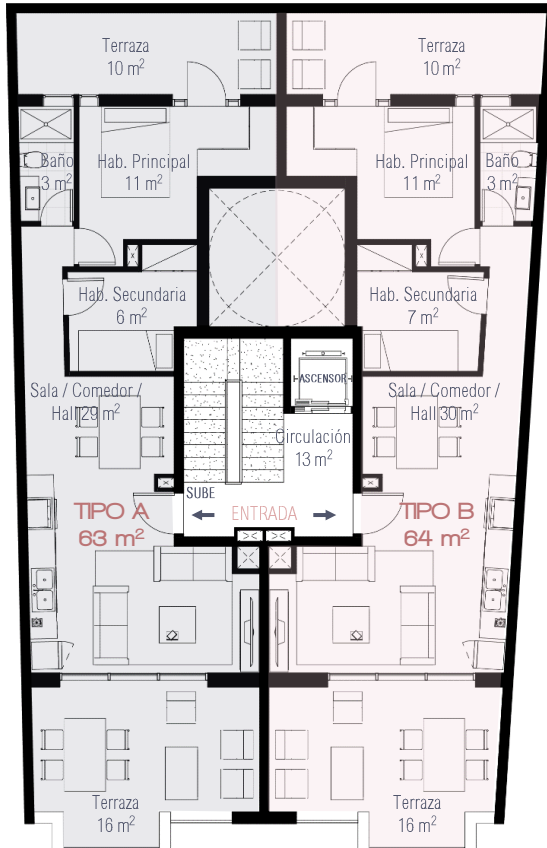 Terraza
10 m²
Terraza
10 m²
Baño
3 m²
Hab. Principal
11 m²
Hab. Principal
11 m²
Baño
3 m²
Hab. Secundaria
6 m²
Hab. Secundaria
7 m²
ASCENSOR
Sala / Comedor /
Hall 29 m²
Sala / Comedor /
Hall 30 m²
Circulación
13 m²
SUBE
ENTRADA
TIPO A
63 m²
TIPO B
64 m²
Terraza
16 m²
Terraza
16 m²